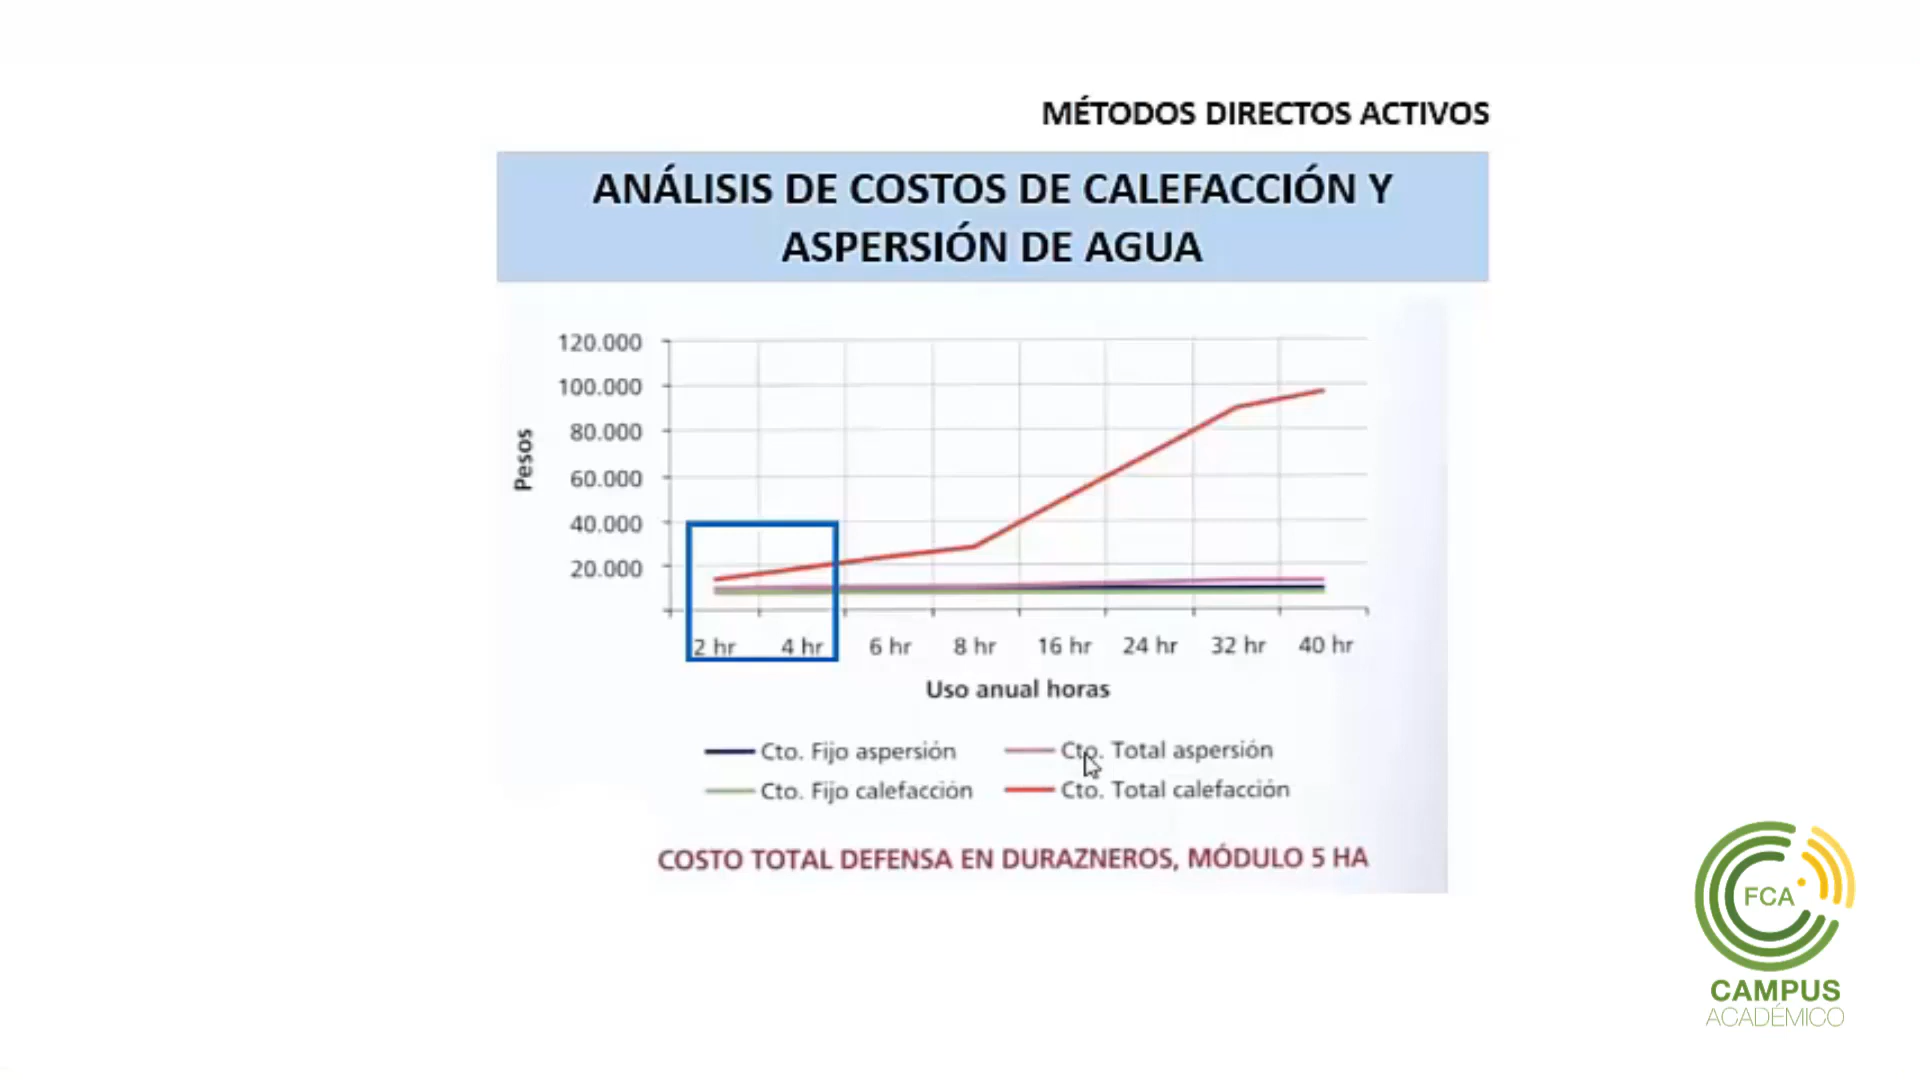 MÉTODOS DIRECTOS ACTIVOS
ANÁLISIS DE COSTOS DE CALEFACCIÓN Y
ASPERSIÓN DE AGUA
120.000
100.000
80.000
60.000
40.000
20.000
Pesos
2 hr 4 hr 6 hr 8 hr 16 hr 24 hr 32 hr 40 hr
Uso anual horas
Cto. Fijo aspersión Cto. Total aspersión
Cto. Fijo calefacción Cto. Total calefacción
COSTO TOTAL DEFENSA EN DURAZNEROS, MÓDULO 5 HA
FCA
CAMPUS
ACADÉMICO